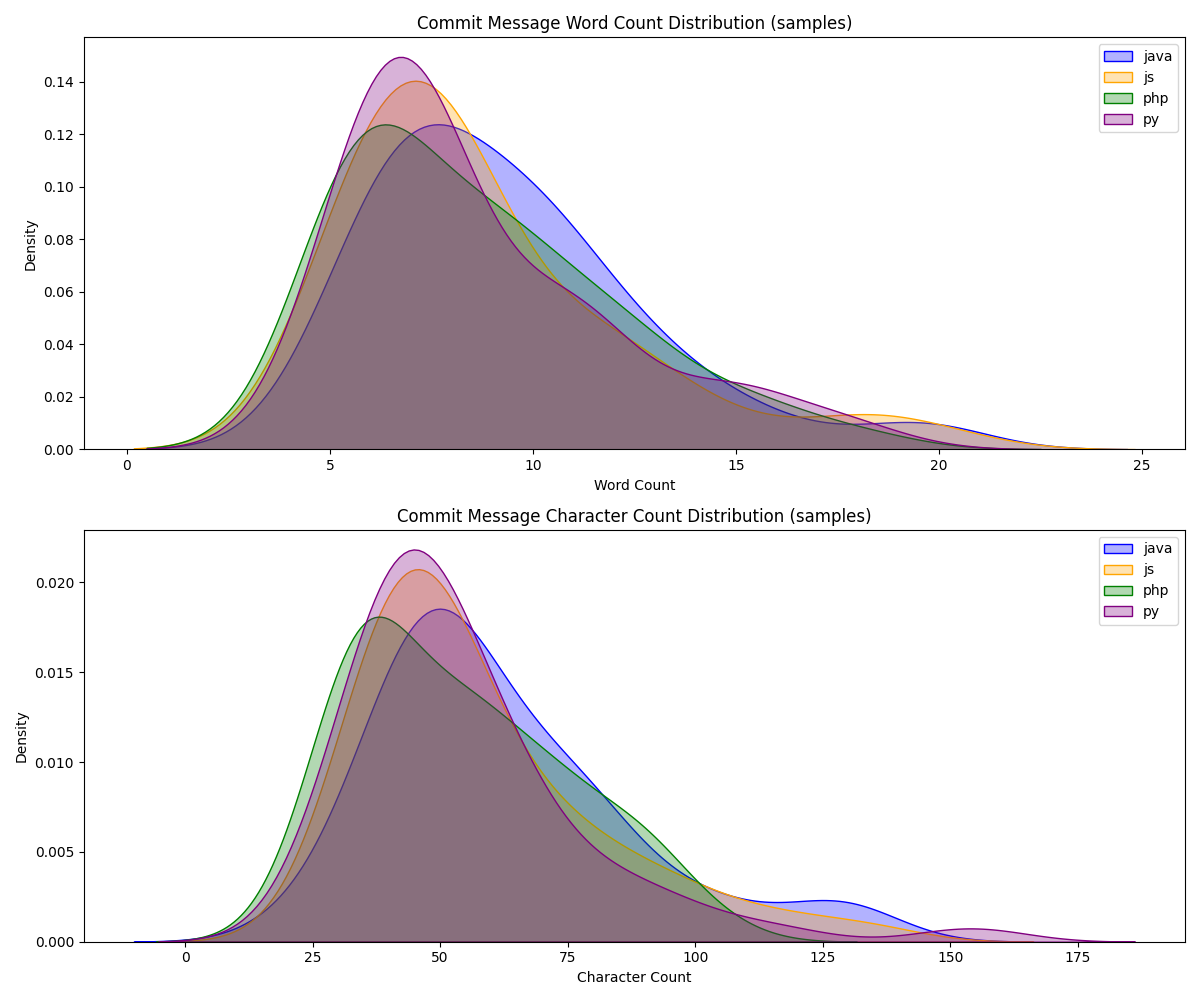 Commit Message Word Count Distribution (samples)
java
js
php
py
0.14
0.12
0.10
0.08
0.06
0.04
0.02
0.00
Density
0 5 10 15 20 25
Word Count
Commit Message Character Count Distribution (samples)
java
js
php
py
0.020
0.015
0.010
0.005
0.000
Density
0 25 50 75 100 125 150 175
Character Count